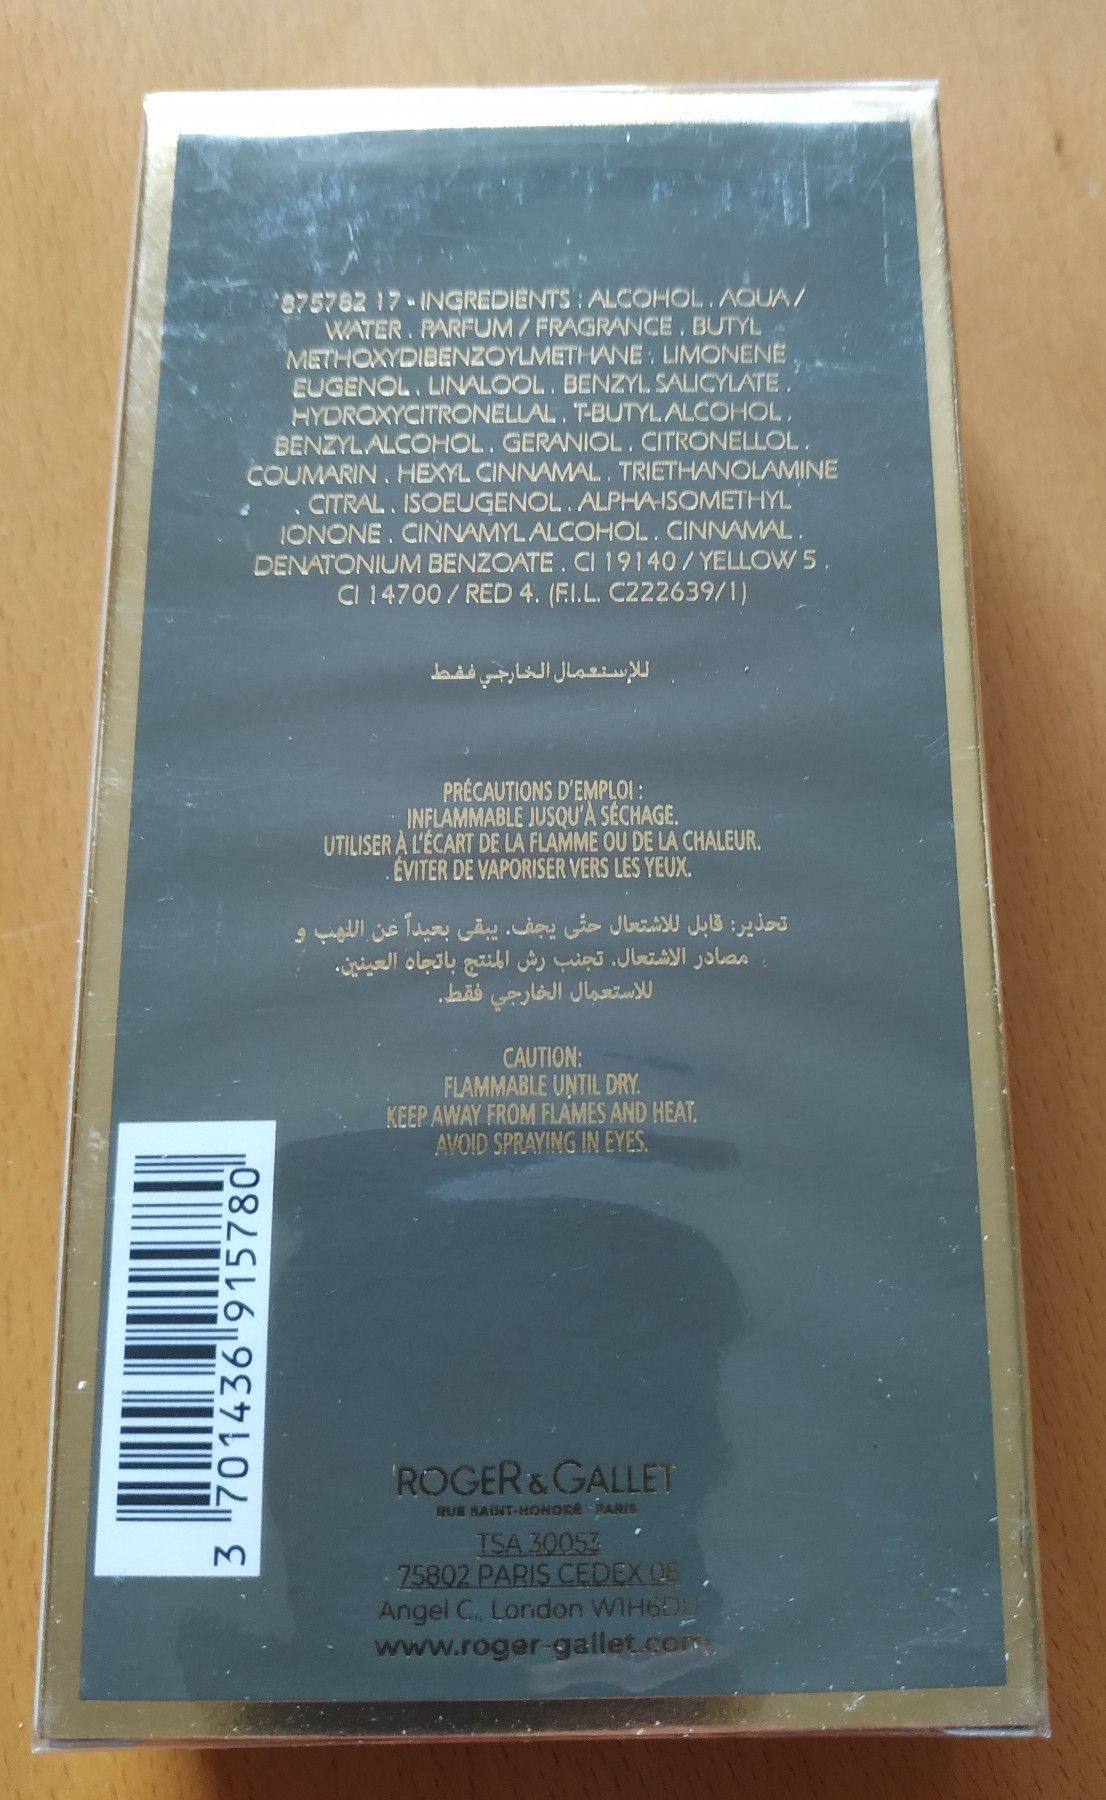 875782 17 - INGREDIENTS : ALCOHOL . AQUA /
WATER . PARFUM / FRAGRANCE . BUTYL
METHOXYDIBENZOYLMETHANE . LIMONENE .
EUGENOL . LINALOOL . BENZYL SALICYLATE .
HYDROXYCITRONELLAL . T-BUTYL ALCOHOL .
BENZYL ALCOHOL . GERANIOL . CITRONELLOL .
COUMARIN . HEXYL CINNAMAL . TRIETHANOLAMINE
. CITRAL . ISOEUGENOL . ALPHA-ISOMETHYL
IONONE . CINNAMYL ALCOHOL . CINNAMAL .
DENATONIUM BENZOATE . CI 19140 / YELLOW 5 .
CI 14700 / RED 4. (F.I.L. C222639/1)
للإستعمال الخارجي فقط
PRÉCAUTIONS D'EMPLOI :
INFLAMMABLE JUSQU'À SÉCHAGE.
UTILISER À L'ÉCART DE LA FLAMME OU DE LA CHALEUR.
ÉVITER DE VAPORISER VERS LES YEUX.
تحذير: قابل للاشتعال حتَّى يجف. يبقى بعيداً عن اللهب و
مصادر الاشتعال. تجنب رش المنتج باتجاه العينين.
للاستعمال الخارجي فقط.
CAUTION:
FLAMMABLE UNTIL DRY.
KEEP AWAY FROM FLAMES AND HEAT.
AVOID SPRAYING IN EYES.
3 701436 915780
ROGER & GALLET
RUE SAINT-HONORÉ - PARIS
TSA 30053
75802 PARIS CEDEX 08
Angel C., London W1H6DU
www.roger-gallet.com